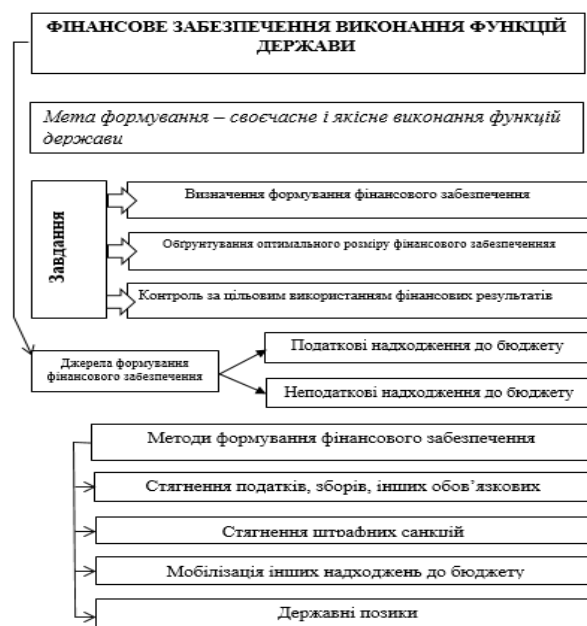 ФІНАНСОВЕ ЗАБЕЗПЕЧЕННЯ ВИКОНАННЯ ФУНКЦІЙ
ДЕРЖАВИ
Мета формування – своєчасне і якісне виконання функцій
держави
Завдання
Визначення формування фінансового забезпечення
Обґрунтування оптимального розміру фінансового забезпеченняя
Контроль за цільовим використанням фінансових результатів
Джерела формування
фінансового забезпечення
Податкові надходження до бюджету
Неподаткові надходження до бюджету
Методи формування фінансового забезпечення
Стягнення податків, зборів, інших обов’язкових
Стягнення штрафних санкцій
Мобілізація інших надходжень до бюджету
Державні позики